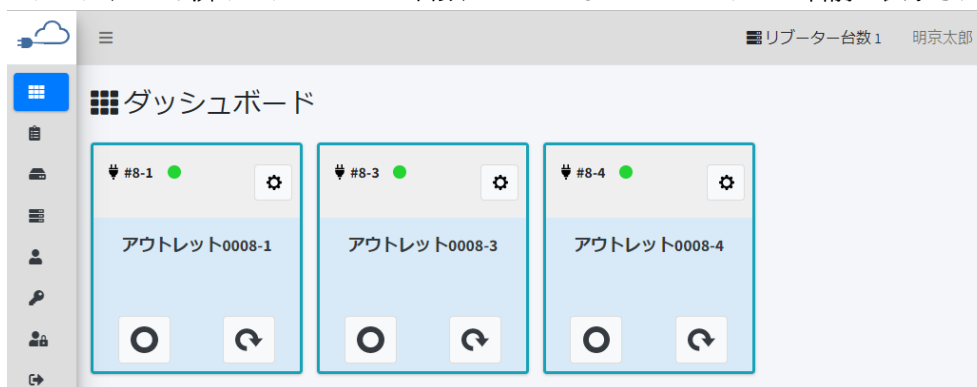 リブーター台数 1 明京太郎
ダッシュボード
#8-1 #8-3 #8-4
アウトレット0008-1 アウトレット0008-3 アウトレット0008-4